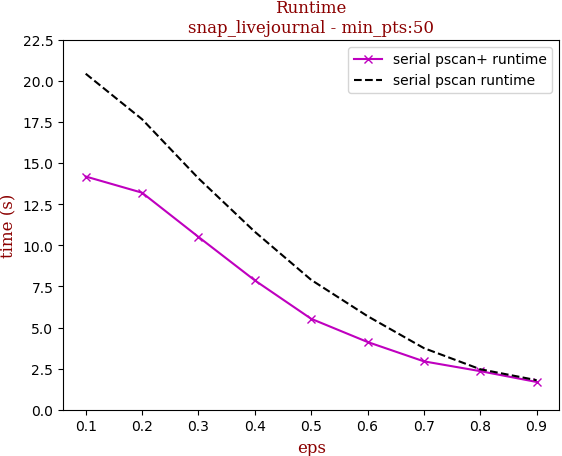 Runtime
snap_livejournal - min_pts:50
22.5
20.0
17.5
15.0
12.5
10.0
7.5
5.0
2.5
0.0
time (s)
serial pscan+ runtime
serial pscan runtime
0.1 0.2 0.3 0.4 0.5 0.6 0.7 0.8 0.9
eps